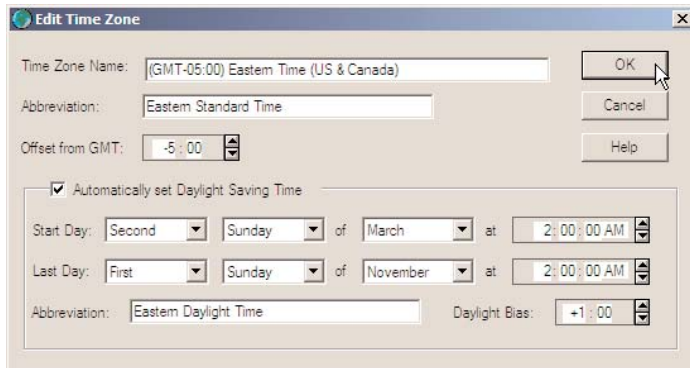 Edit Time Zone
Time Zone Name: (GMT-05:00) Eastern Time (US & Canada) OK
Abbreviation: Eastern Standard Time Cancel
Offset from GMT: -5 : 00 Help
Automatically set Daylight Saving Time
Start Day: Second Sunday of March at 2: 00: 00 AM
Last Day: First Sunday of November at 2: 00: 00 AM
Abbreviation: Eastern Daylight Time Daylight Bias: +1 : 00